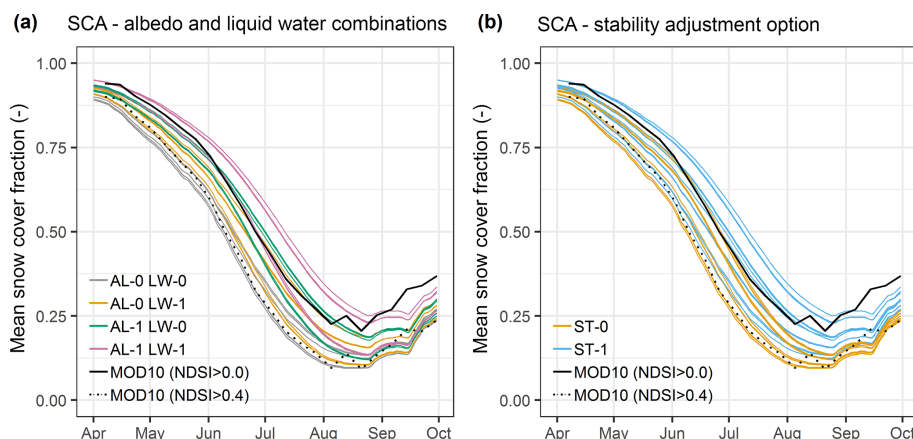 (a) SCA - albedo and liquid water combinations
Mean snow cover fraction (-)
1.00
0.75
0.50
0.25
0.00
AL-0 LW-0
AL-0 LW-1
AL-1 LW-0
AL-1 LW-1
MOD10 (NDSI>0.0)
MOD10 (NDSI>0.4)
Apr May Jun Jul Aug Sep Oct
(b) SCA - stability adjustment option
Mean snow cover fraction (-)
1.00
0.75
0.50
0.25
0.00
ST-0
ST-1
MOD10 (NDSI>0.0)
MOD10 (NDSI>0.4)
Apr May Jun Jul Aug Sep Oct